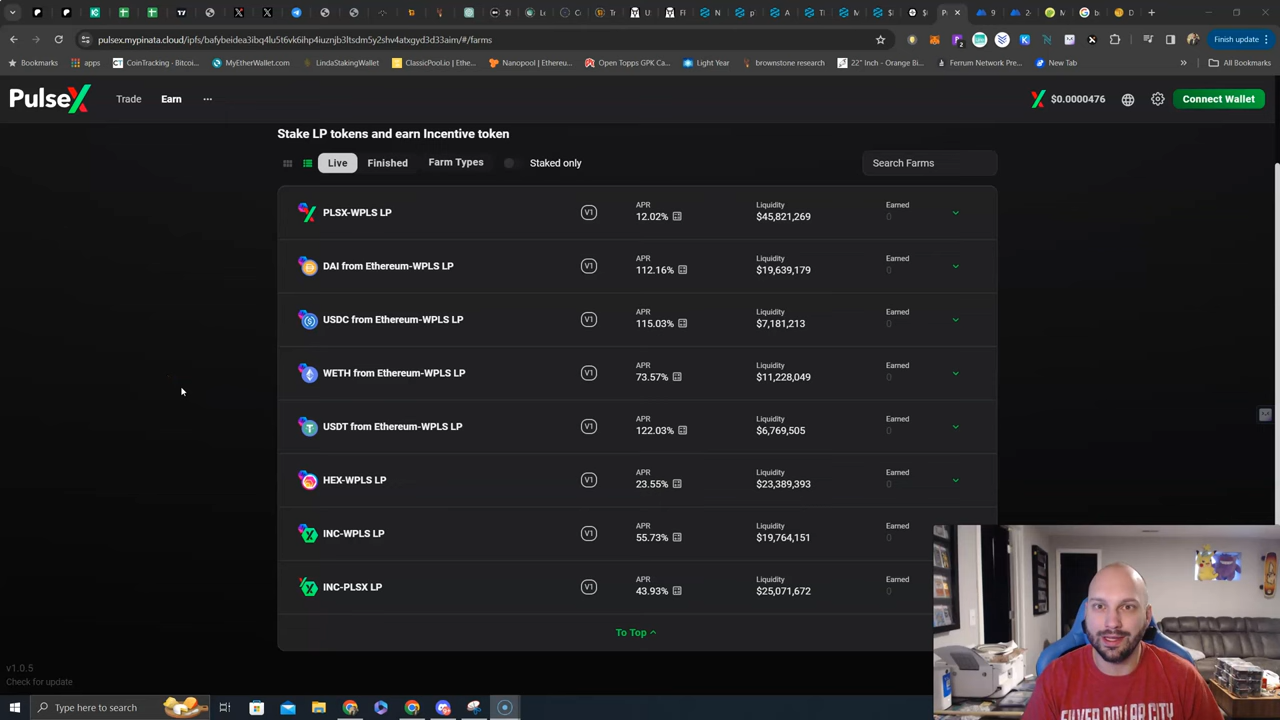 pulsex.mypinata.cloud/ipfs/bafybeidea3ibq4lu5t6vk6ihp4iuznjb3ltsdm5y2shv4atxgyd3d33aim/#/farms
Finish update
Bookmarks
apps
CoinTracking - Bitcoi...
MyEtherWallet.com
LindaStakingWallet
ClassicPool.io | Ethe...
Nanopool | Ethereu...
Open Topps GPK Ca...
Light Year
brownstone research
22" Inch - Orange Bi...
Ferrum Network Pre...
New Tab
All Bookmarks
PulseX
Trade
Earn
$0.0000476
Connect Wallet
Stake LP tokens and earn Incentive token
Live
Finished
Farm Types
Staked only
Search Farms
PLSX-WPLS LP
V1
APR
12.02%
Liquidity
$45,821,269
Earned
0
DAI from Ethereum-WPLS LP
V1
APR
112.16%
Liquidity
$19,639,179
Earned
0
USDC from Ethereum-WPLS LP
V1
APR
115.03%
Liquidity
$7,181,213
Earned
0
WETH from Ethereum-WPLS LP
V1
APR
73.57%
Liquidity
$11,228,049
Earned
0
USDT from Ethereum-WPLS LP
V1
APR
122.03%
Liquidity
$6,769,505
Earned
0
HEX-WPLS LP
V1
APR
23.55%
Liquidity
$23,389,393
Earned
0
INC-WPLS LP
V1
APR
55.73%
Liquidity
$19,764,151
Earned
0
INC-PLSX LP
V1
APR
43.93%
Liquidity
$25,071,672
To Top
v1.0.5
Check for update
Type here to search
SILVER DOLLAR CITY